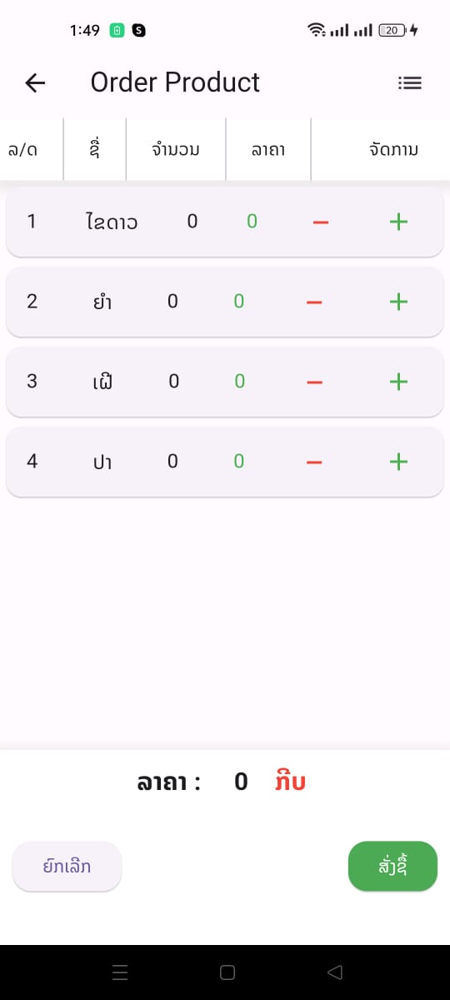 1:49 S 20
Order Product
ລ/ດ ຊື່ ຈຳນວນ ລາຄາ ຈັດການ
1 ໄຂດາວ 0 0 − +
2 ຍຳ 0 0 − +
3 ເຝີ 0 0 − +
4 ປາ 0 0 − +
ລາຄາ : 0 ກີບ
ຍົກເລີກ ສັ່ງຊື້